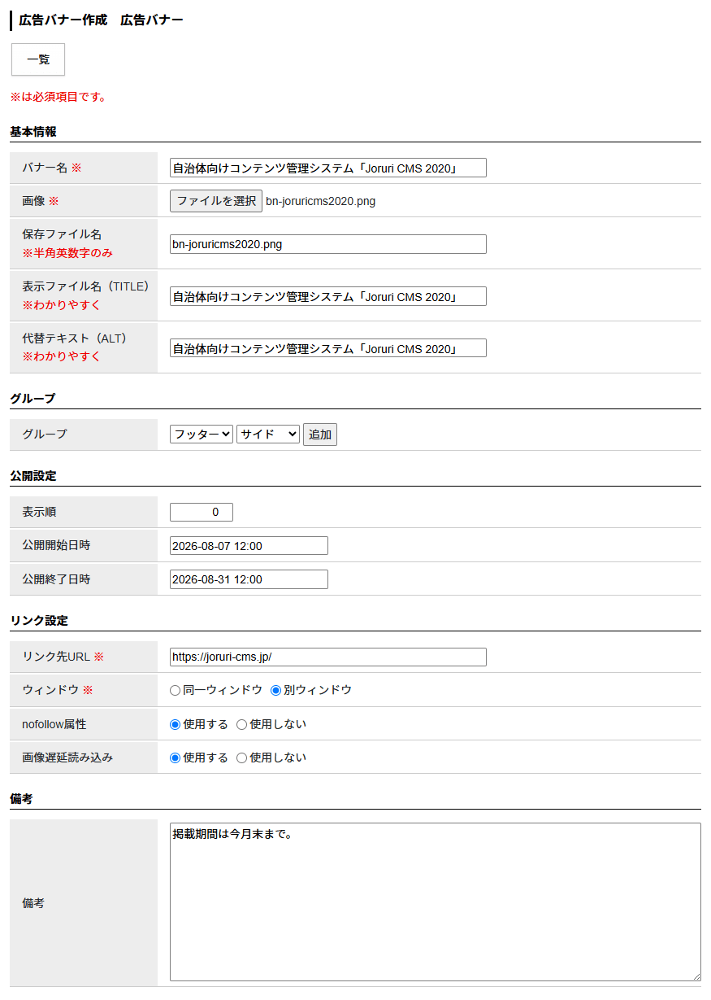 広告バナー作成　広告バナー
一覧
※は必須項目です。
基本情報
バナー名 ※ 自治体向けコンテンツ管理システム「Joruri CMS 2020」
画像 ※ ファイルを選択 bn-joruricms2020.png
保存ファイル名
※半角英数字のみ
bn-joruricms2020.png
表示ファイル名（TITLE）
※わかりやすく
自治体向けコンテンツ管理システム「Joruri CMS 2020」
代替テキスト（ALT）
※わかりやすく
自治体向けコンテンツ管理システム「Joruri CMS 2020」
グループ
グループ フッター サイド 追加
公開設定
表示順 0
公開開始日時 2026-08-07 12:00
公開終了日時 2026-08-31 12:00
リンク設定
リンク先URL ※ https://joruri-cms.jp/
ウィンドウ ※ 同一ウィンドウ 別ウィンドウ
nofollow属性 使用する 使用しない
画像遅延読み込み 使用する 使用しない
備考
備考 掲載期間は今月末まで。